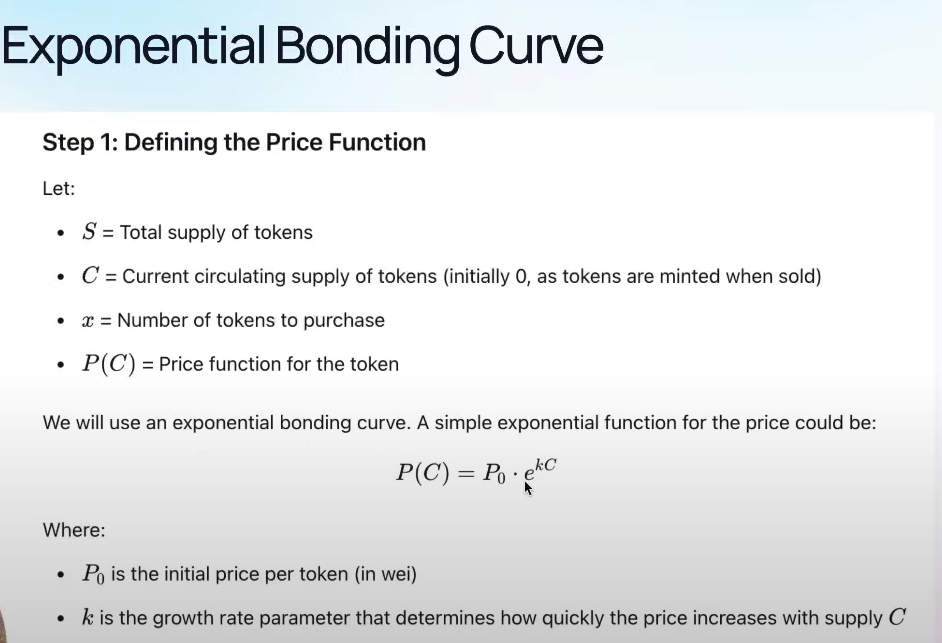 Exponential Bonding Curve
Step 1: Defining the Price Function
Let:
• S = Total supply of tokens
• C = Current circulating supply of tokens (initially 0, as tokens are minted when sold)
• x = Number of tokens to purchase
• P(C) = Price function for the token
We will use an exponential bonding curve. A simple exponential function for the price could be:
P(C) = P₀ · e^{kC}
Where:
• P₀ is the initial price per token (in wei)
• k is the growth rate parameter that determines how quickly the price increases with supply C